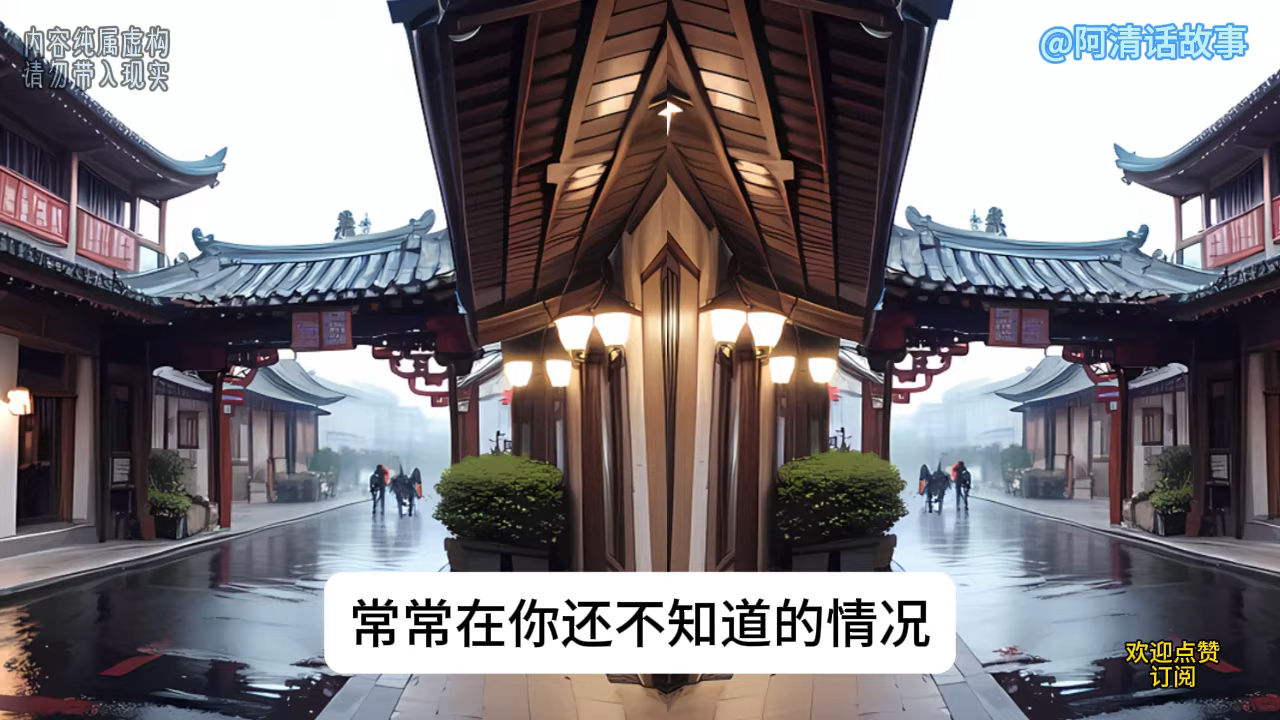 内容纯属虚构
请勿带入现实
@阿清话故事
常常在你还不知道的情况
欢迎点赞
订阅